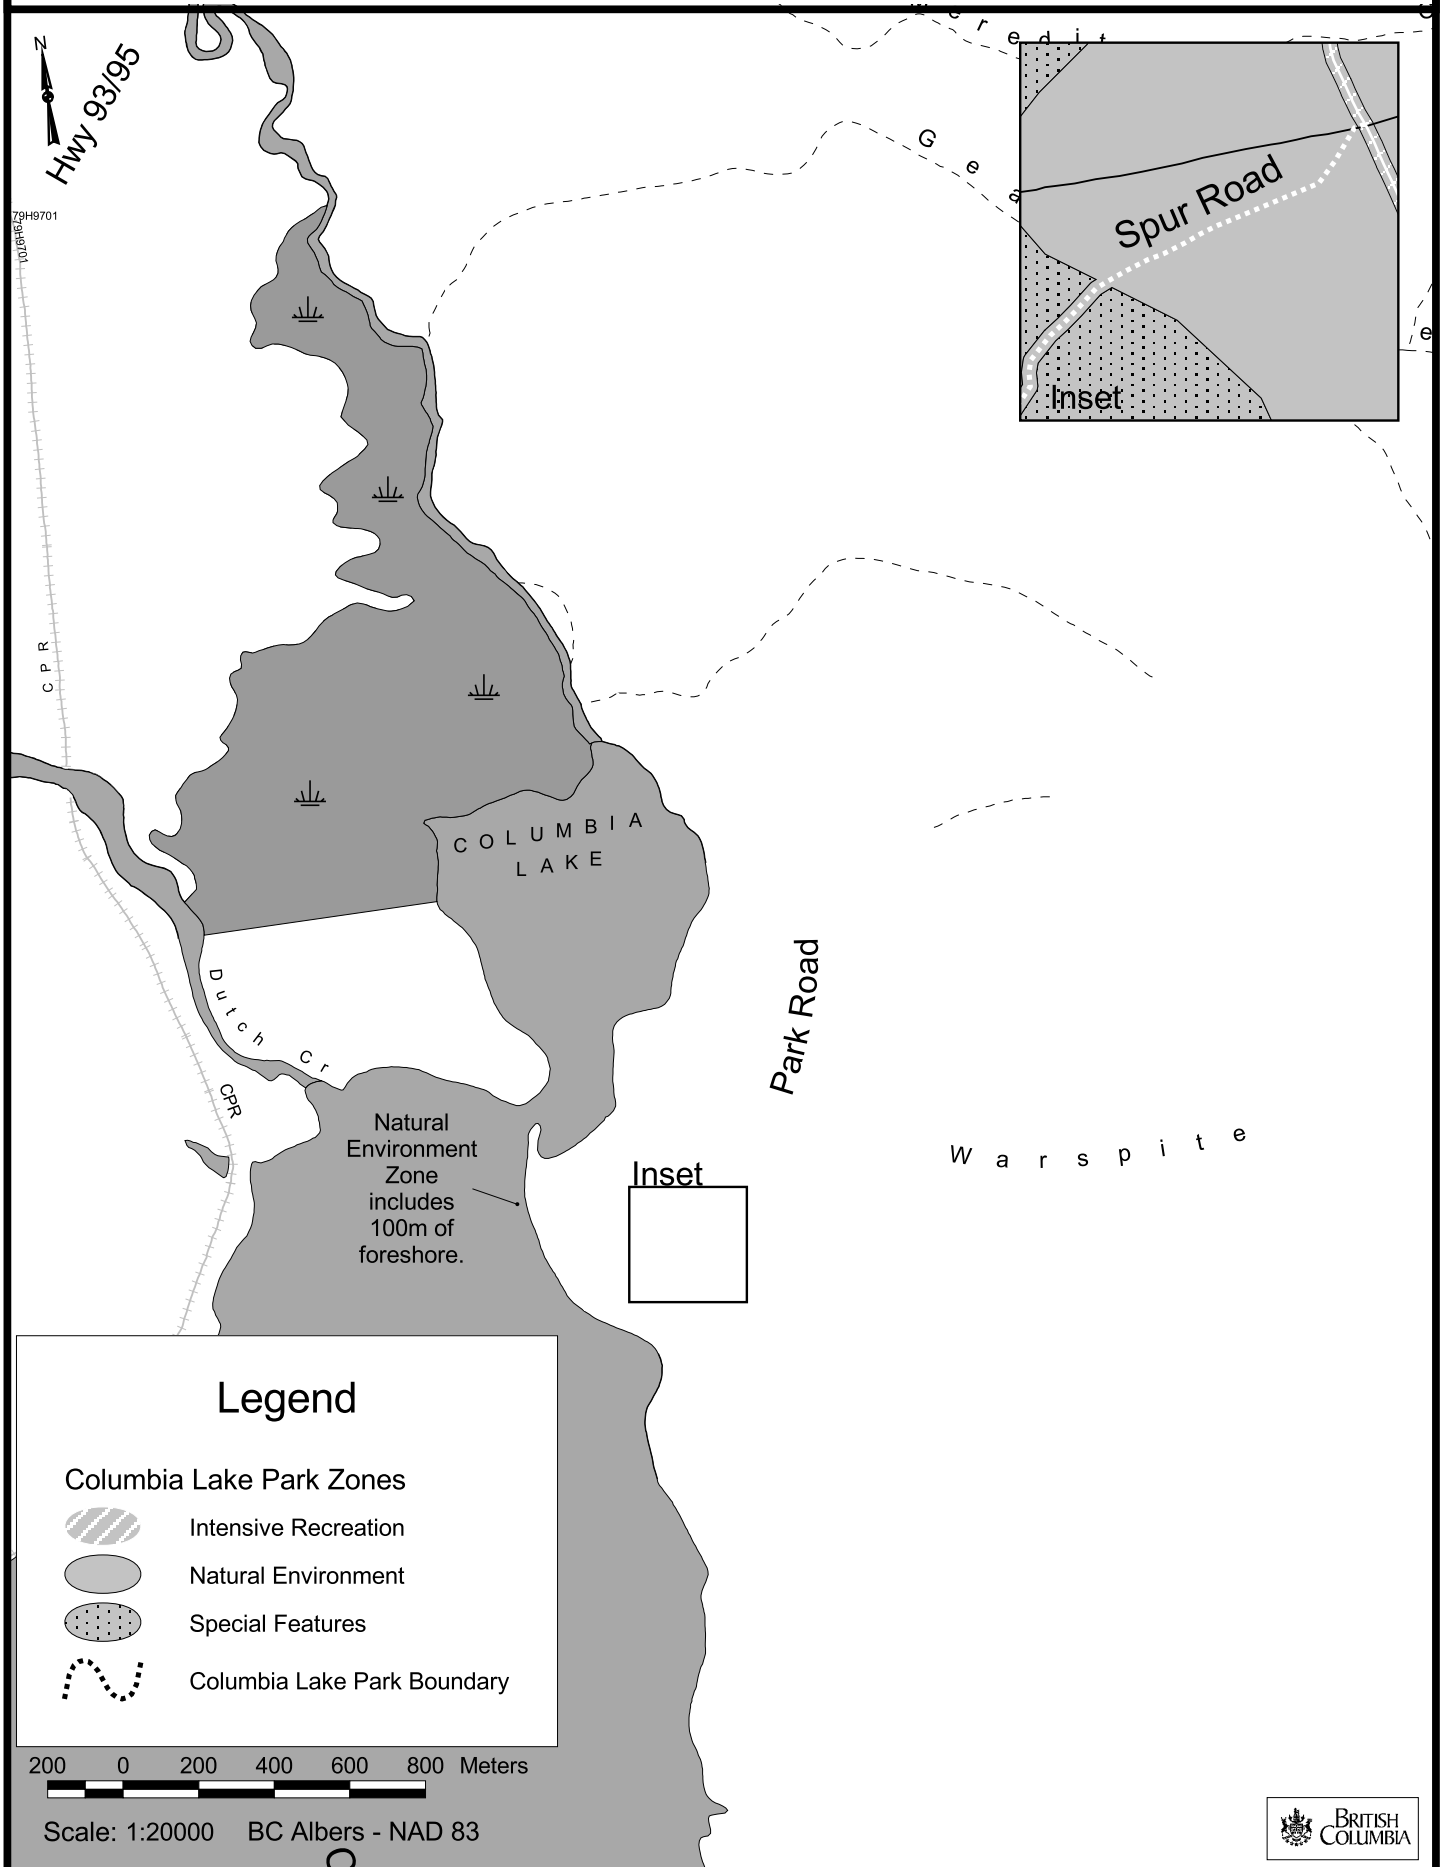 N
Hwy 93/95
79H9701
79H9701
e r e d i t
G e a
e
Spur Road
Inset
C P R
COLUMBIA
LAKE
Dutch Cr
CPR
Park Road
Natural
Environment
Zone
includes
100m of
foreshore.
Warspite
Inset
Legend
Columbia Lake Park Zones
Intensive Recreation
Natural Environment
Special Features
Columbia Lake Park Boundary
200 0 200 400 600 800 Meters
Scale: 1:20000 BC Albers - NAD 83
BRITISH
COLUMBIA